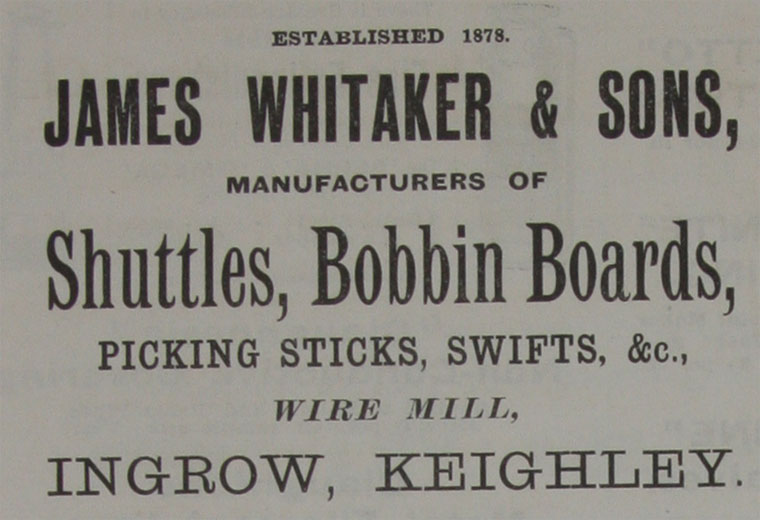 ESTABLISHED 1878.
JAMES WHITAKER & SONS,
MANUFACTURERS OF
Shuttles, Bobbin Boards,
PICKING STICKS, SWIFTS, &c.,
WIRE MILL,
INGROW, KEIGHLEY.